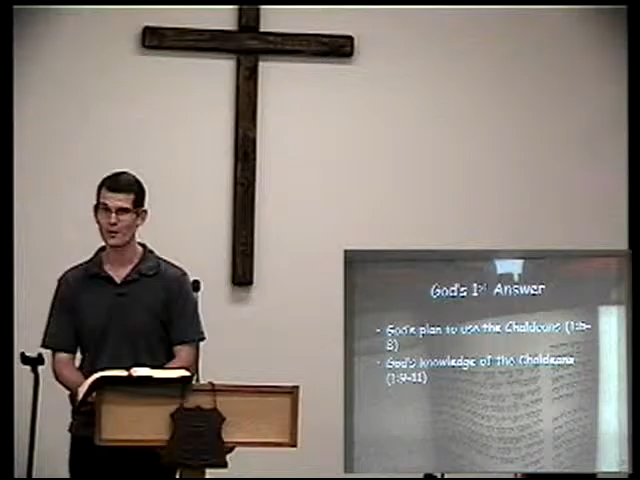 God's 1st Answer
• God's plan to use the Chaldeans (1:5-
8)
• God's knowledge of the Chaldeans
(1:9-11)